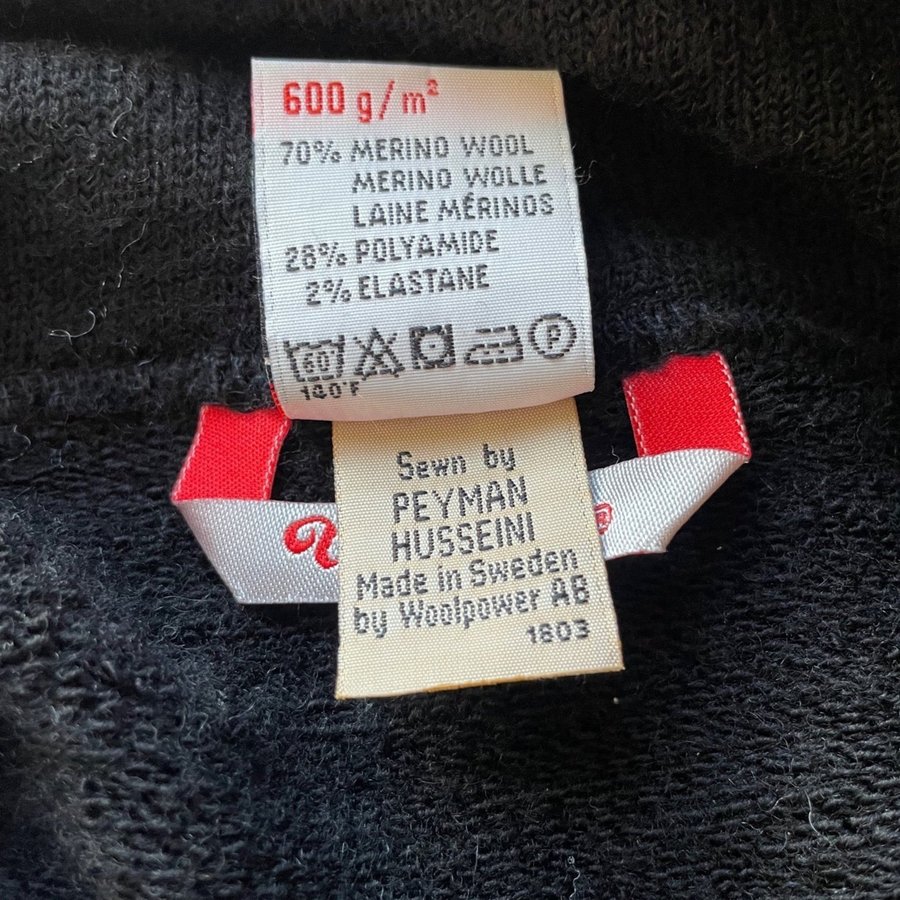 600 g/m²
70% MERINO WOOL
MERINO WOLLE
LAINE MÉRINOS
28% POLYAMIDE
2% ELASTANE
60 P
140°F
Sewn by
PEYMAN
HUSSEINI
Made in Sweden
by Woolpower AB
1803
®